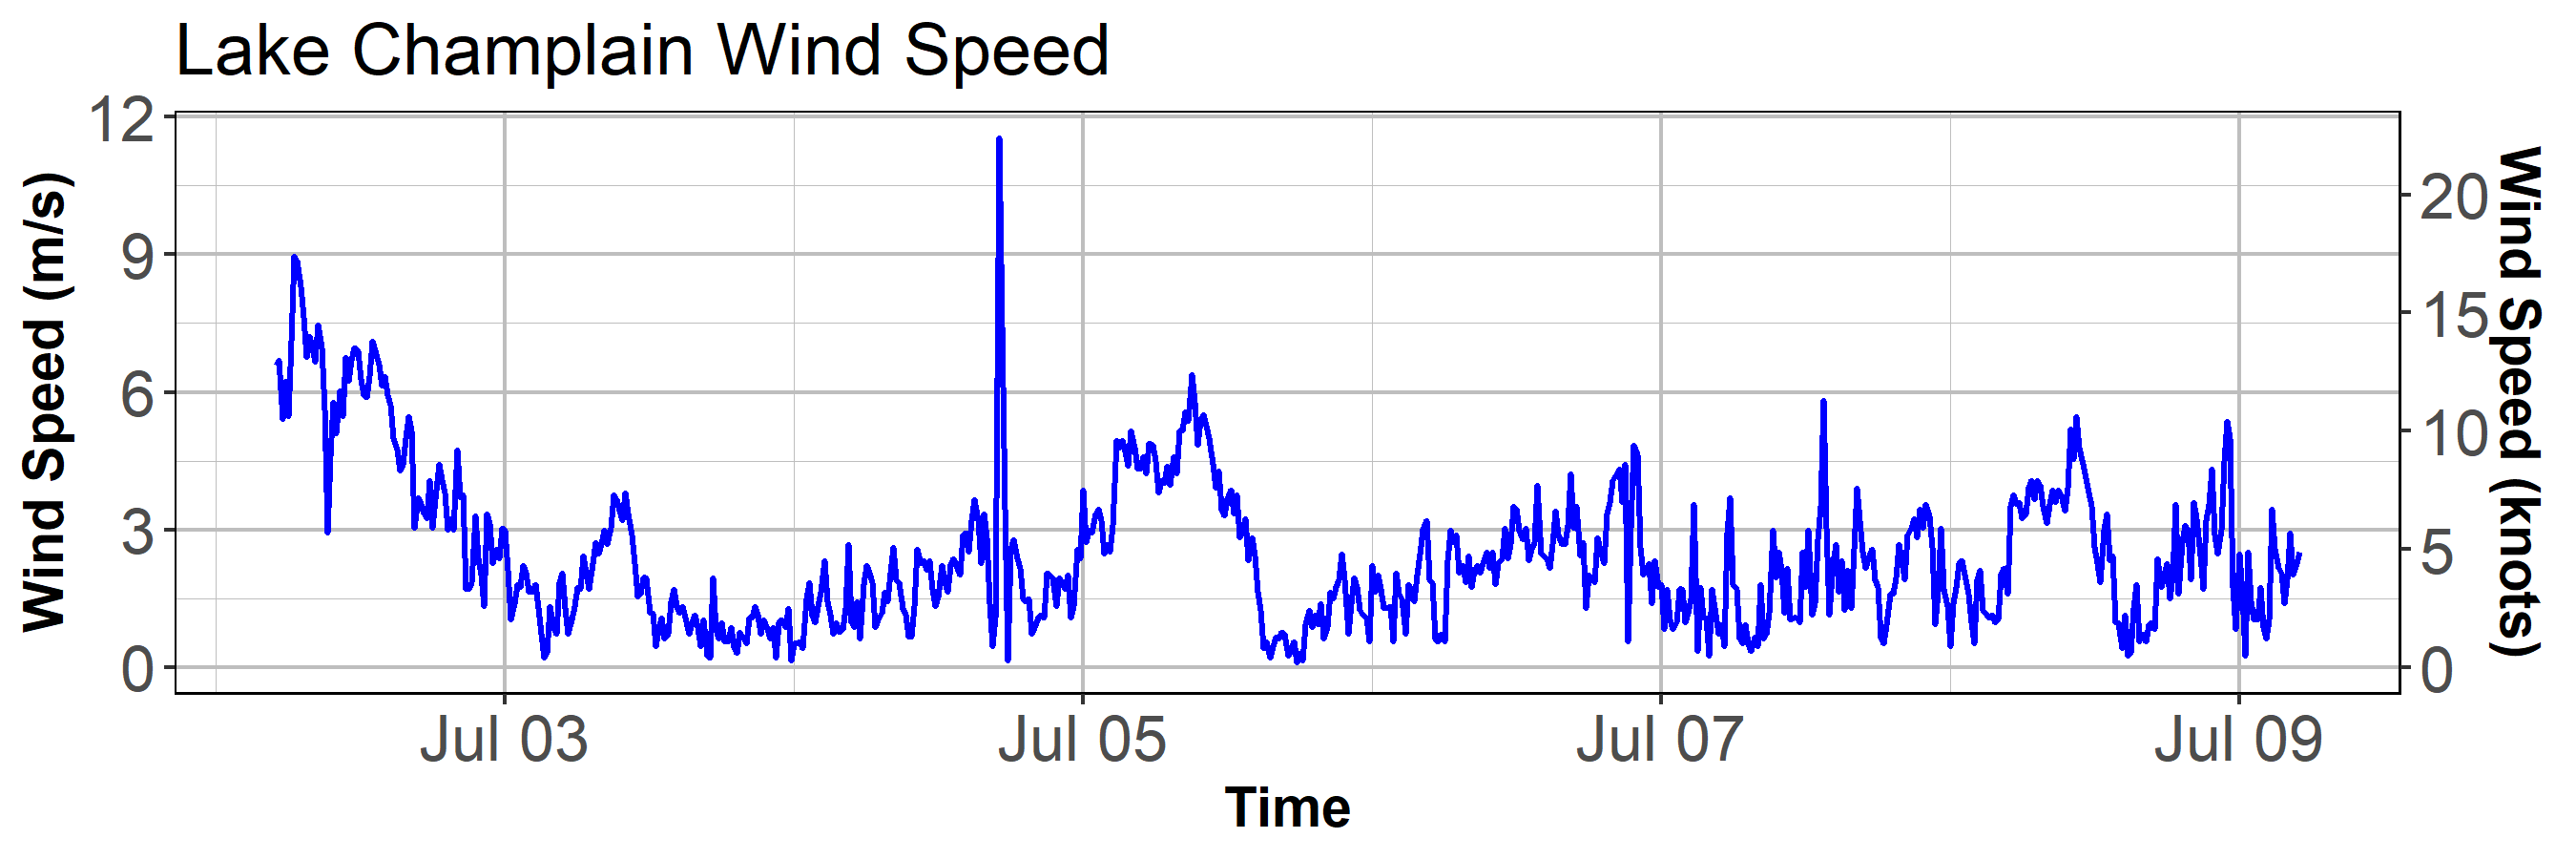 Lake Champlain Wind Speed
Wind Speed (m/s)
12
9
6
3
0
20
15
10
5
0
Wind Speed (knots)
Jul 03 Jul 05 Jul 07 Jul 09
Time